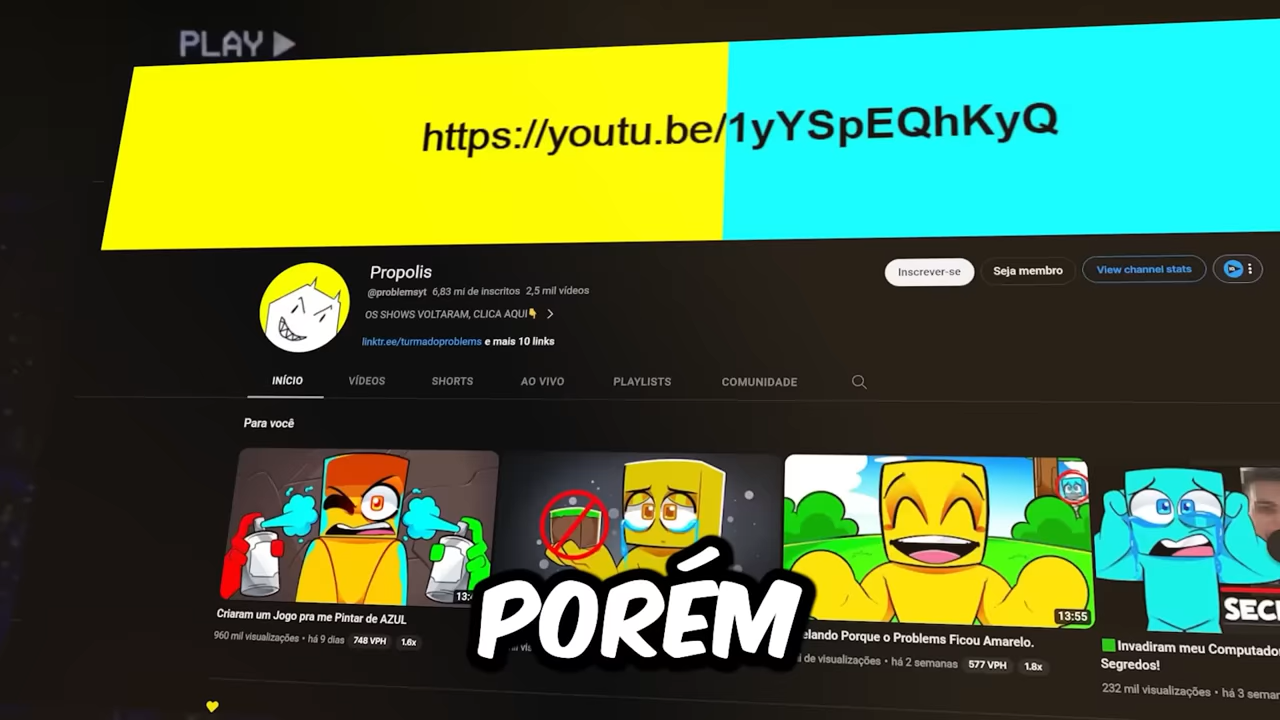 PLAY
https://youtu.be/1yYSpEQhKyQ
Propolis
@problemsyt 6,83 mi de inscritos 2,5 mil vídeos
OS SHOWS VOLTARAM, CLICA AQUI👇
linktr.ee/turmadoproblems e mais 10 links
Inscrever-se
Seja membro
View channel stats
INÍCIO
VÍDEOS
SHORTS
AO VIVO
PLAYLISTS
COMUNIDADE
Para você
13:55
SEC
Criaram um Jogo pra me Pintar de AZUL
960 mil visualizações • há 9 dias 748 VPH 1.6x
Porque o Problems Ficou Amarelo.
de visualizações • há 2 semanas 577 VPH 1.8x
Invadiram meu Computador
Segredos!
232 mil visualizações • há 3
PORÉM